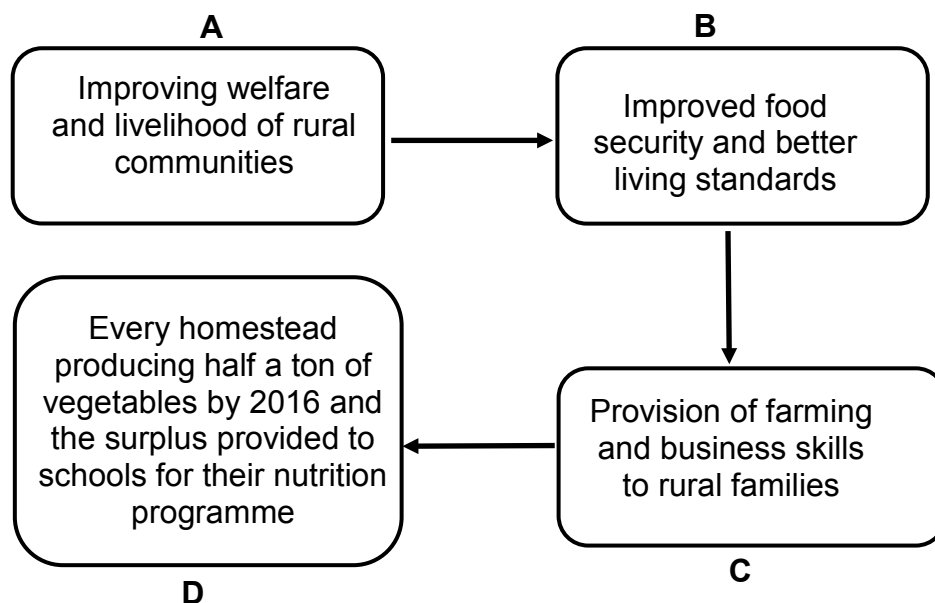 A
Improving welfare
and livelihood of rural
communities
B
Improved food
security and better
living standards
Provision of farming
and business skills
to rural families
C
Every homestead
producing half a ton of
vegetables by 2016 and
the surplus provided to
schools for their nutrition
programme
D